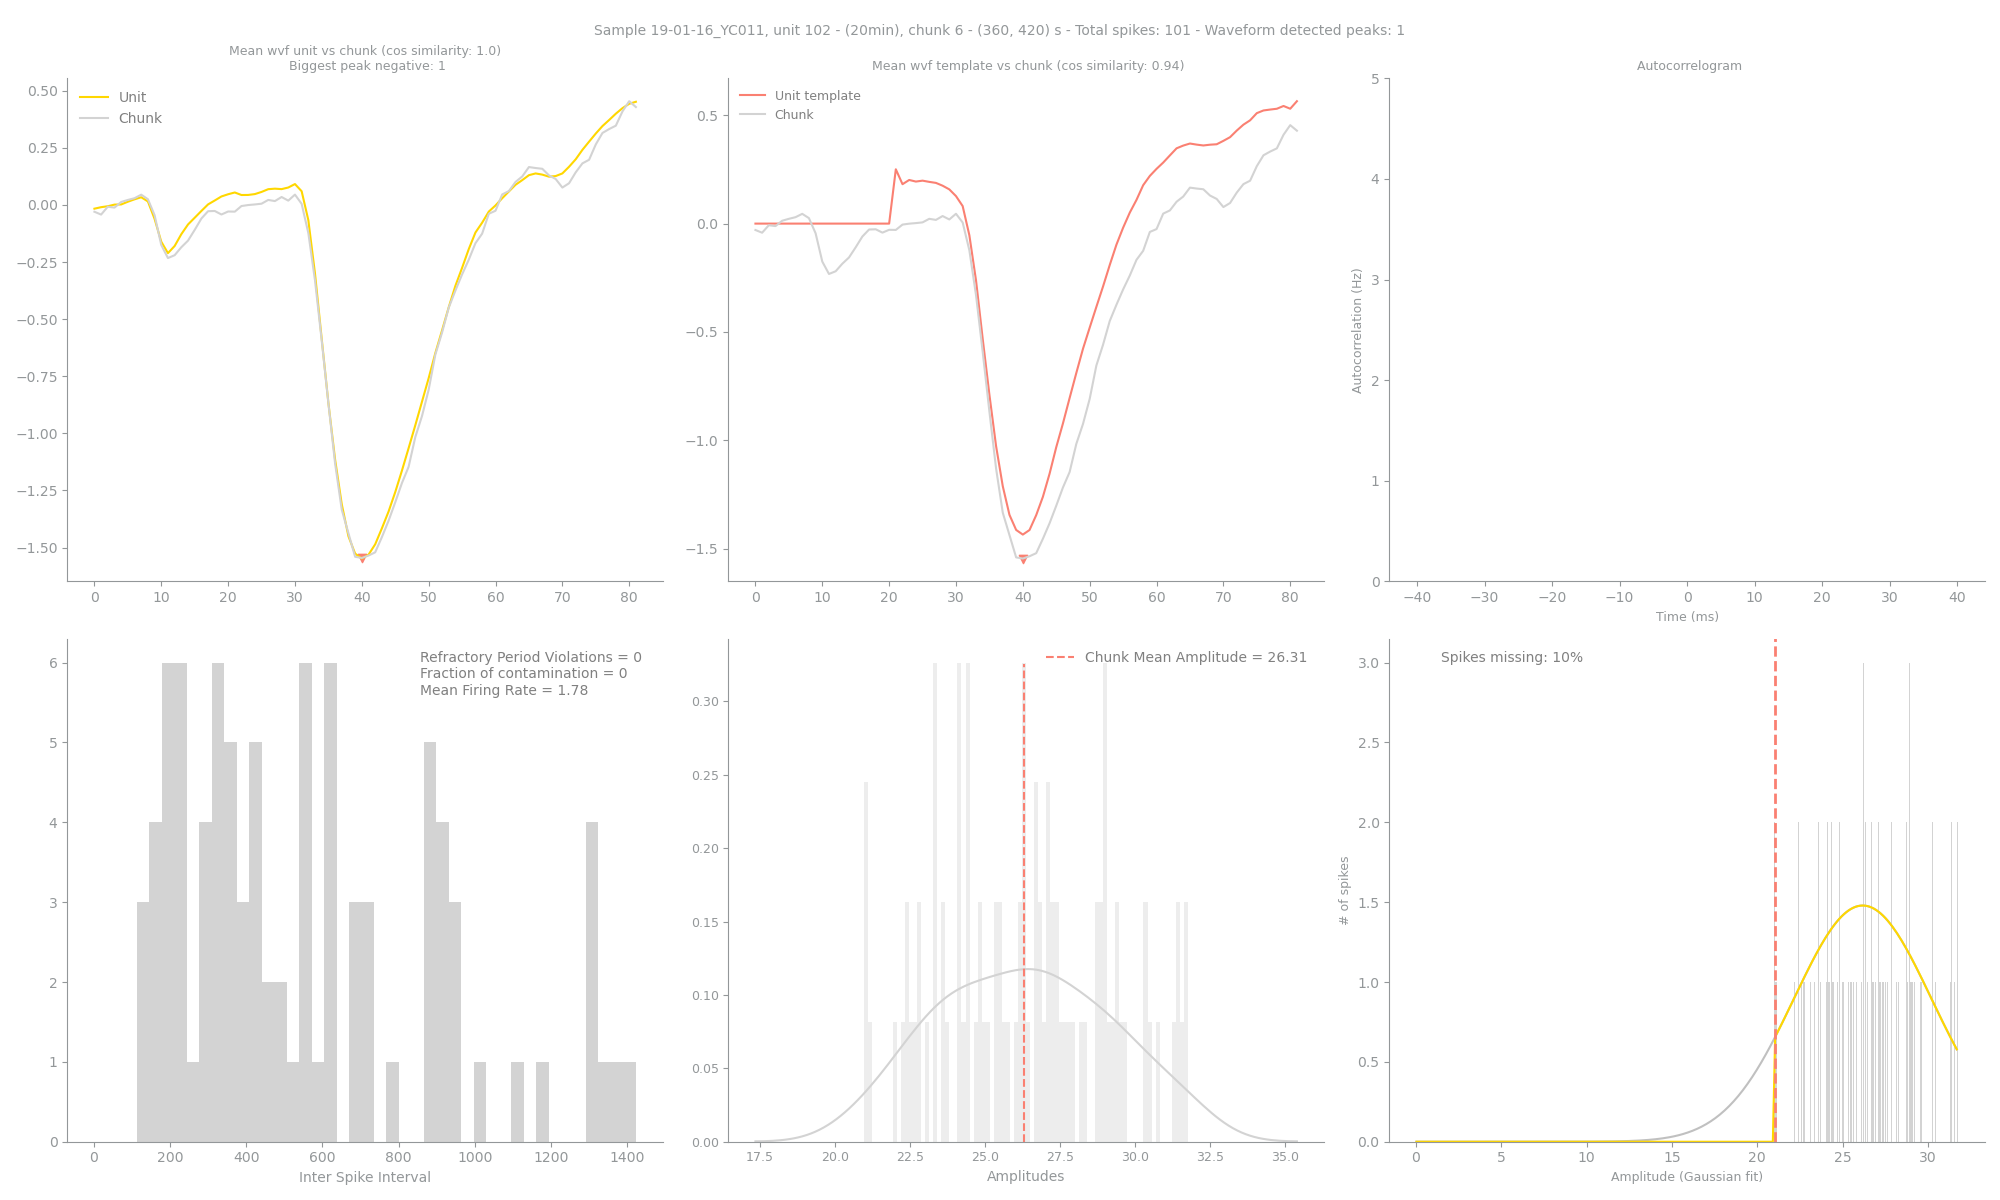 Sample 19-01-16_YC011, unit 102 - (20min), chunk 6 - (360, 420) s - Total spikes: 101 - Waveform detected peaks: 1
Mean wvf unit vs chunk (cos similarity: 1.0)
Biggest peak negative: 1
Unit
Chunk
0.50
0.25
0.00
−0.25
−0.50
−0.75
−1.00
−1.25
−1.50
0 10 20 30 40 50 60 70 80
Mean wvf template vs chunk (cos similarity: 0.94)
Unit template
Chunk
0.5
0.0
−0.5
−1.0
−1.5
0 10 20 30 40 50 60 70 80
Autocorrelogram
Autocorrelation (Hz)
5
4
3
2
1
0
−40 −30 −20 −10 0 10 20 30 40
Time (ms)
Refractory Period Violations = 0
Fraction of contamination = 0
Mean Firing Rate = 1.78
6
5
4
3
2
1
0
0 200 400 600 800 1000 1200 1400
Inter Spike Interval
Chunk Mean Amplitude = 26.31
0.30
0.25
0.20
0.15
0.10
0.05
0.00
17.5 20.0 22.5 25.0 27.5 30.0 32.5 35.0
Amplitudes
Spikes missing: 10%
# of spikes
3.0
2.5
2.0
1.5
1.0
0.5
0.0
0 5 10 15 20 25 30
Amplitude (Gaussian fit)